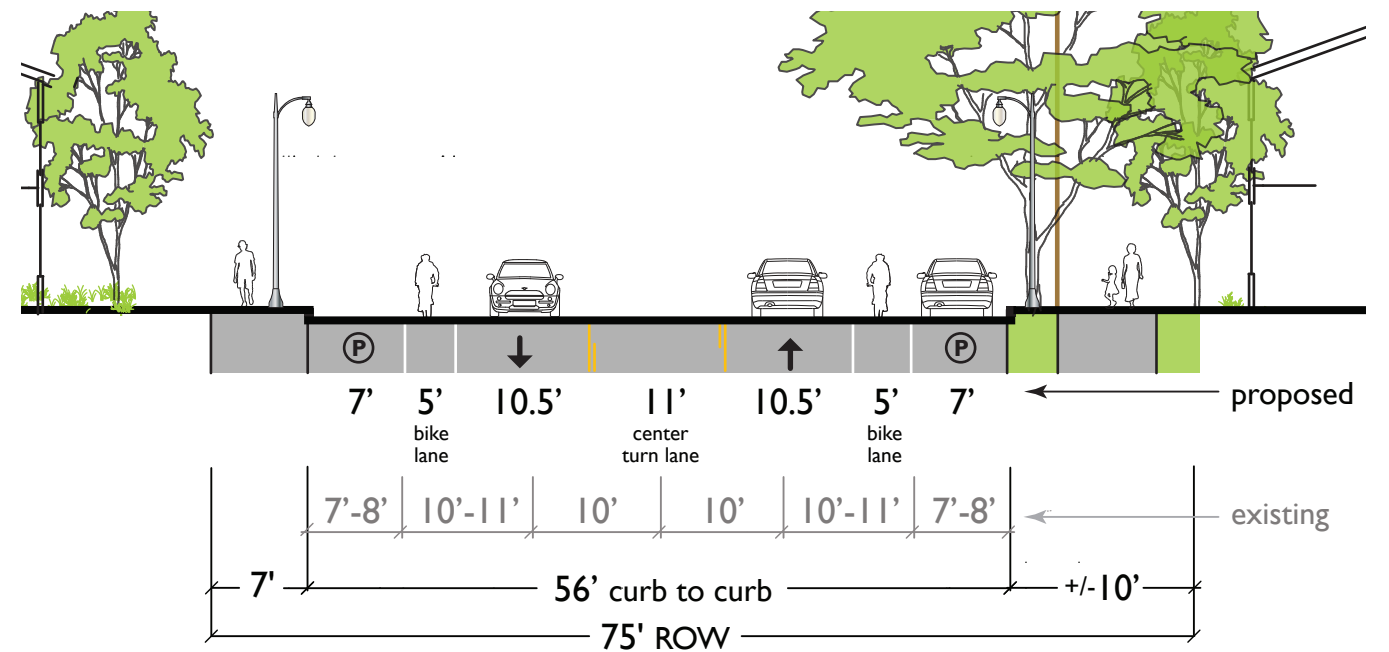 P
P
7’ 5’ 10.5’ 11’ 10.5’ 5’ 7’ proposed
bike center bike
lane turn lane lane
7’-8’ 10’-11’ 10’ 10’ 10’-11’ 7’-8’ existing
7' 56’ curb to curb +/-10’
75' ROW